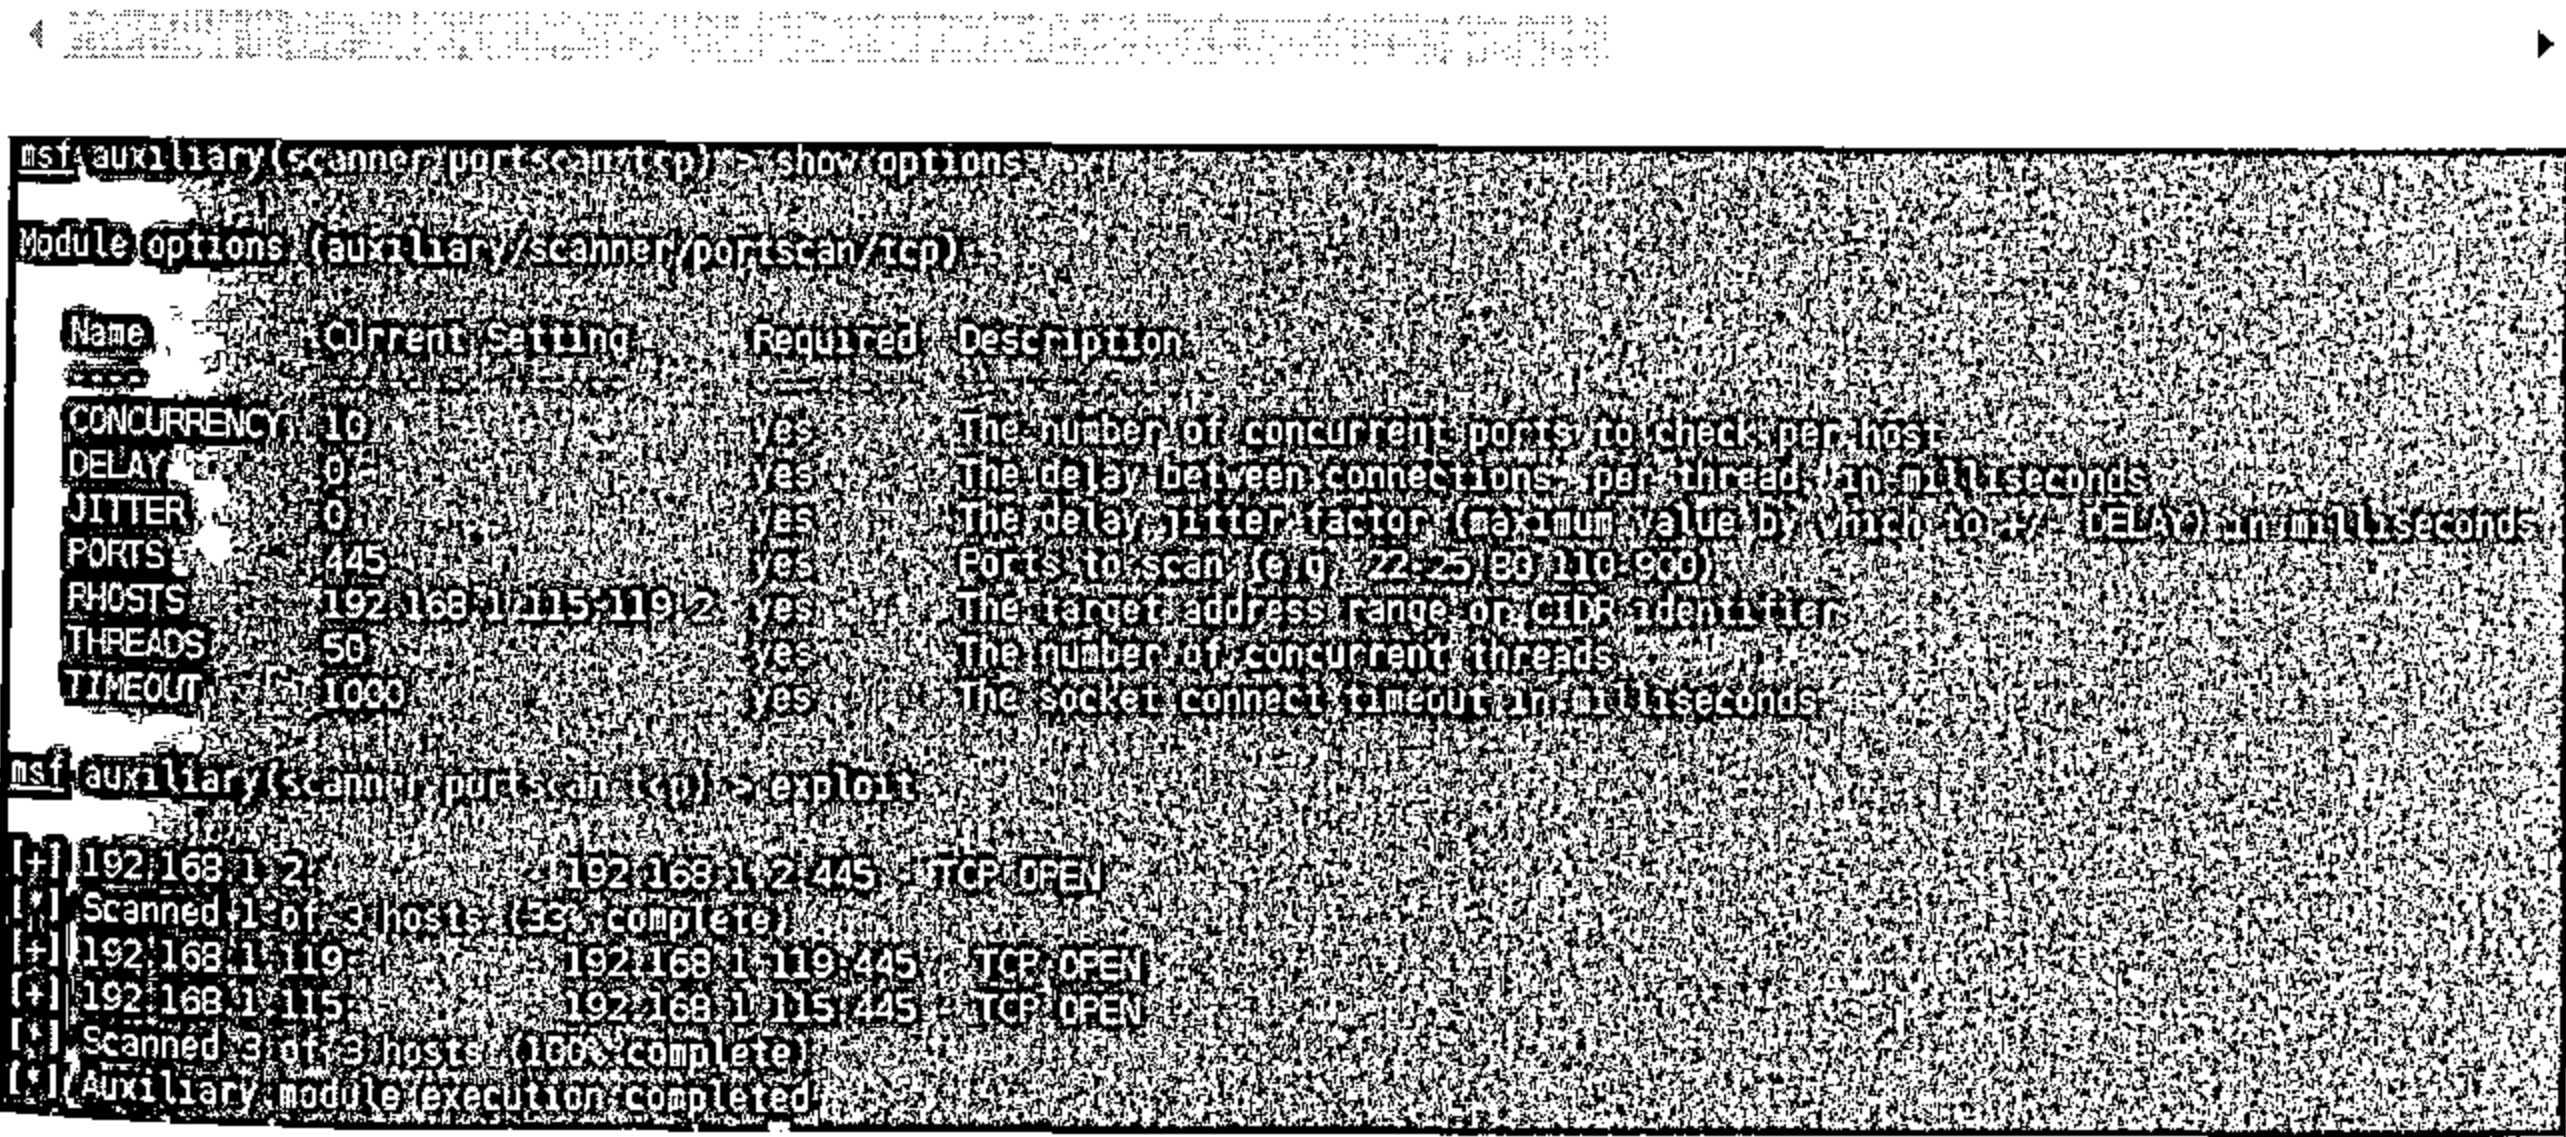 msf auxiliary(scanner/portscan/tcp) > show options
Module options (auxiliary/scanner/portscan/tcp)
Name Current Setting Required Description
---- --------------- -------- -----------
CONCURRENCY 10 yes The number of concurrent ports to check per host
DELAY 0 yes The delay between connections, per thread, in milliseconds
JITTER 0 yes The delay jitter factor (maximum value by which to +/- DELAY) in milliseconds
PORTS 445 yes Ports to scan (e.g. 22-25,80,110-900)
RHOSTS 192.168.1.115,119,2 yes The target address range or CIDR identifier
THREADS 50 yes The number of concurrent threads
TIMEOUT 1000 yes The socket connect timeout in milliseconds
msf auxiliary(scanner/portscan/tcp) > exploit
[+] 192.168.1.2: - 192.168.1.2:445 - TCP OPEN
[*] Scanned 1 of 3 hosts (33% complete)
[+] 192.168.1.119: - 192.168.1.119:445 - TCP OPEN
[+] 192.168.1.115: - 192.168.1.115:445 - TCP OPEN
[*] Scanned 3 of 3 hosts (100% complete)
[*] Auxiliary module execution completed